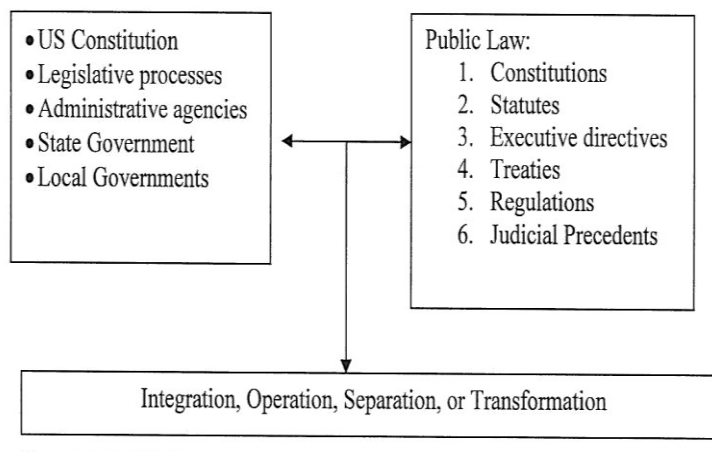 •US Constitution
•Legislative processes
•Administrative agencies
•State Government
•Local Governments
Public Law:
1. Constitutions
2. Statutes
3. Executive directives
4. Treaties
5. Regulations
6. Judicial Precedents
Integration, Operation, Separation, or Transformation